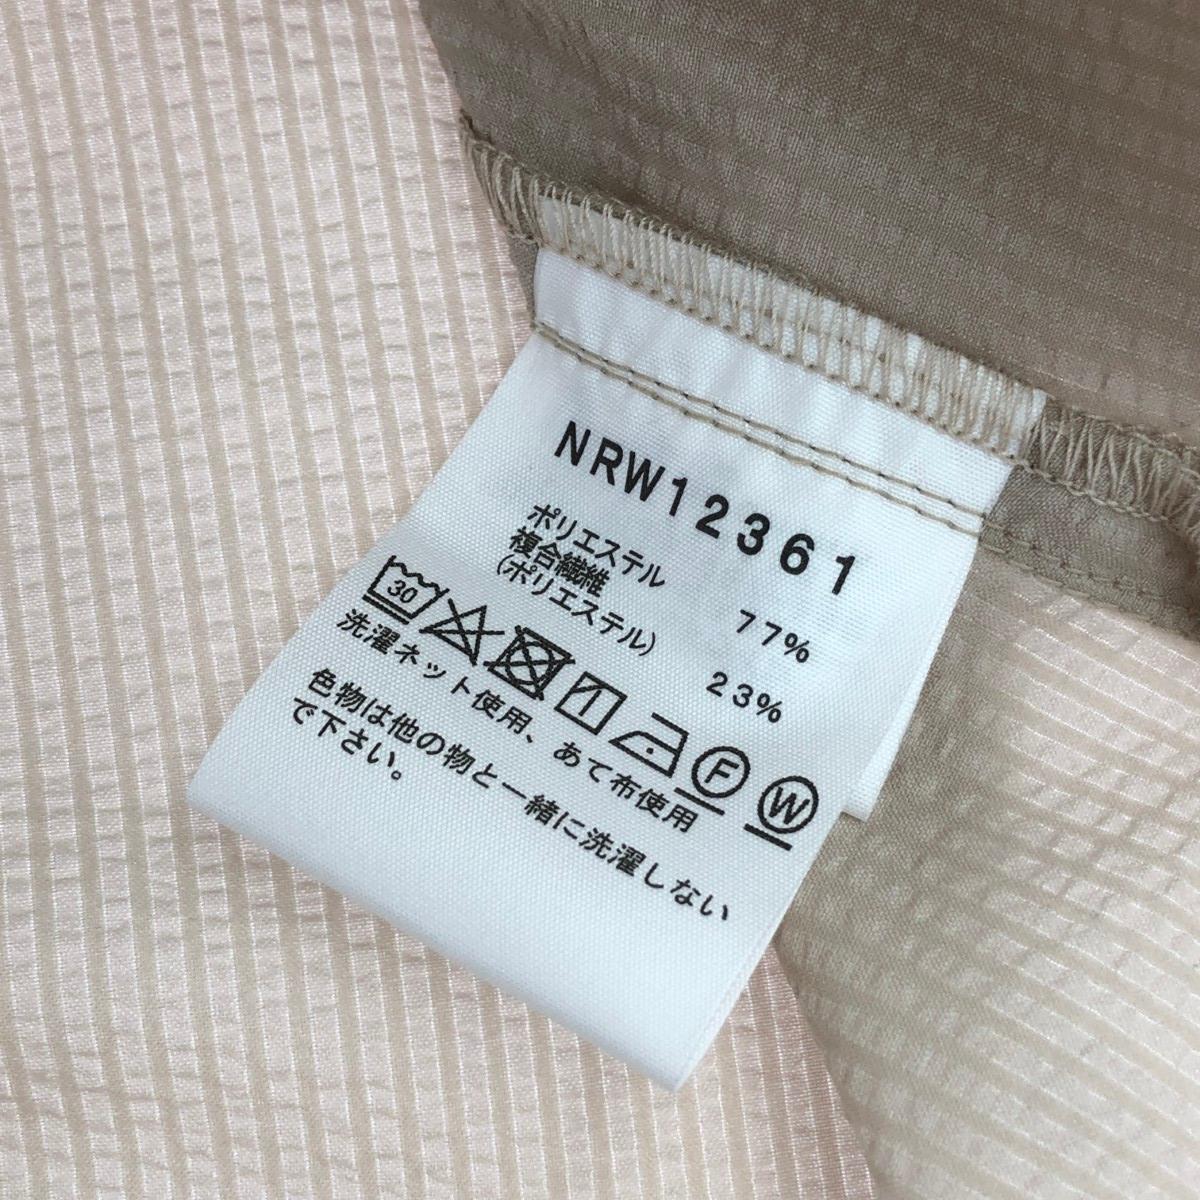 NRW12361
ポリエステル 77%
複合繊維
(ポリエステル) 23%
30 F W
洗濯ネット使用、あて布使用
色物は他の物と一緒に洗濯しない
で下さい。